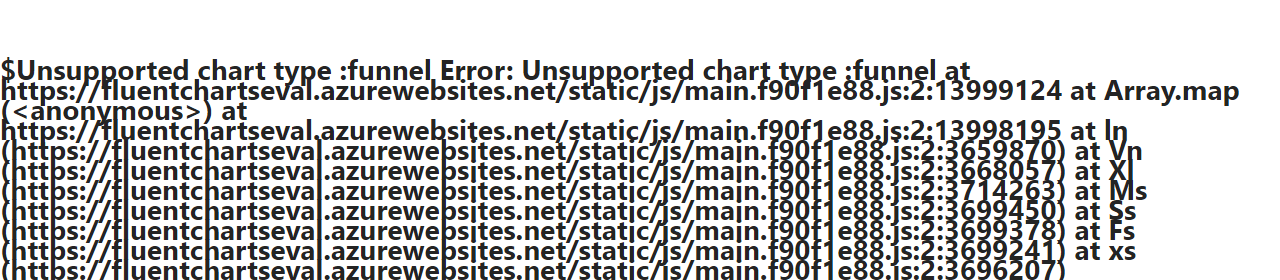 $Unsupported chart type :funnel Error: Unsupported chart type :funnel at
https://fluentchartseval.azurewebsites.net/static/js/main.f90f1e88.js:2:13999124 at Array.map
(<anonymous>) at
https://fluentchartseval.azurewebsites.net/static/js/main.f90f1e88.js:2:13998195 at In
(https://fluentchartseval.azurewebsites.net/static/js/main.f90f1e88.js:2:3659870) at Vn
(https://fluentchartseval.azurewebsites.net/static/js/main.f90f1e88.js:2:3668057) at Xl
(https://fluentchartseval.azurewebsites.net/static/js/main.f90f1e88.js:2:3714263) at Ms
(https://fluentchartseval.azurewebsites.net/static/js/main.f90f1e88.js:2:3699450) at Ss
(https://fluentchartseval.azurewebsites.net/static/js/main.f90f1e88.js:2:3699378) at Fs
(https://fluentchartseval.azurewebsites.net/static/js/main.f90f1e88.js:2:3699241) at xs
(https://fluentchartseval.azurewebsites.net/static/js/main.f90f1e88.js:2:3696207)